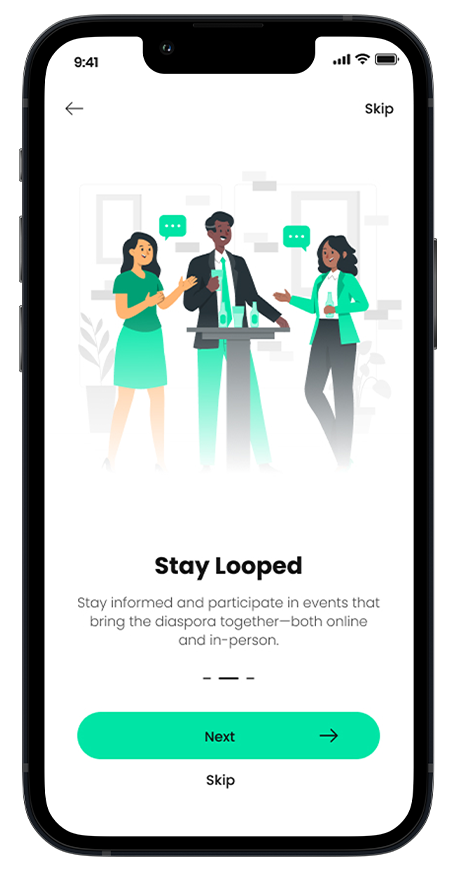 9:41
Skip
Stay Looped
Stay informed and participate in events that
bring the diaspora together—both online
and in-person.
Next
Skip